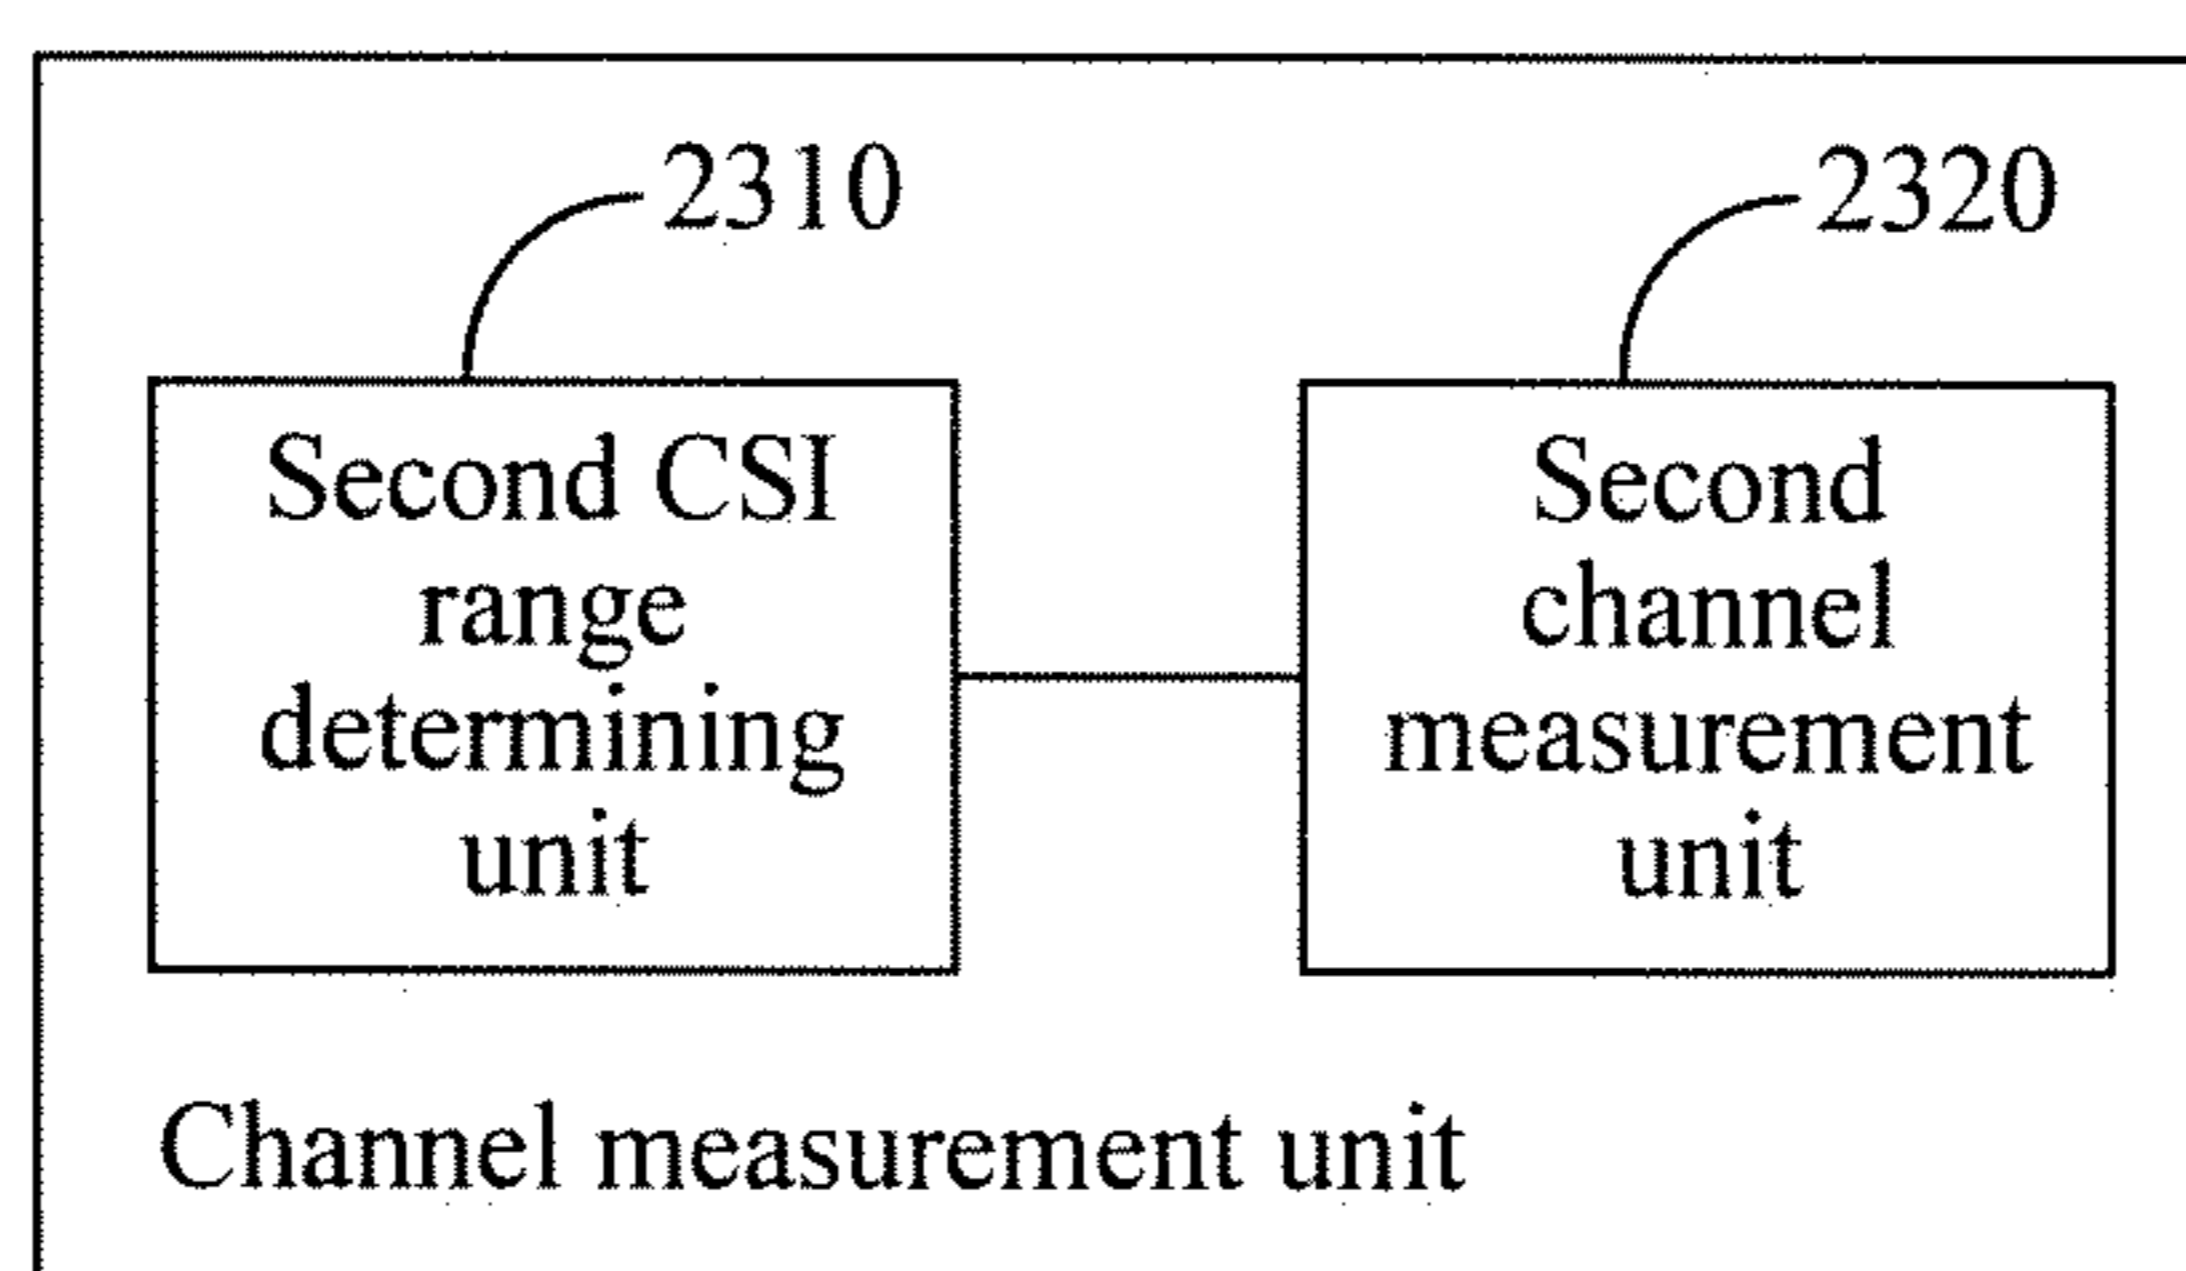 2310
2320
Second CSI
range
determining
unit
Second
channel
measurement
unit
Channel measurement unit